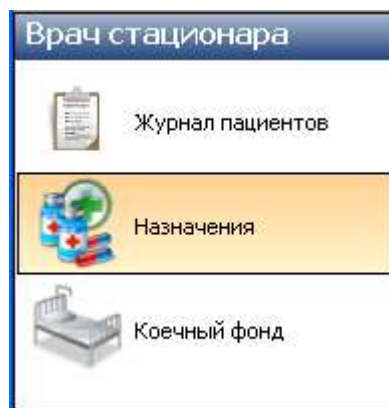 Врач стационара
Журнал пациентов
Назначения
Коечный фонд